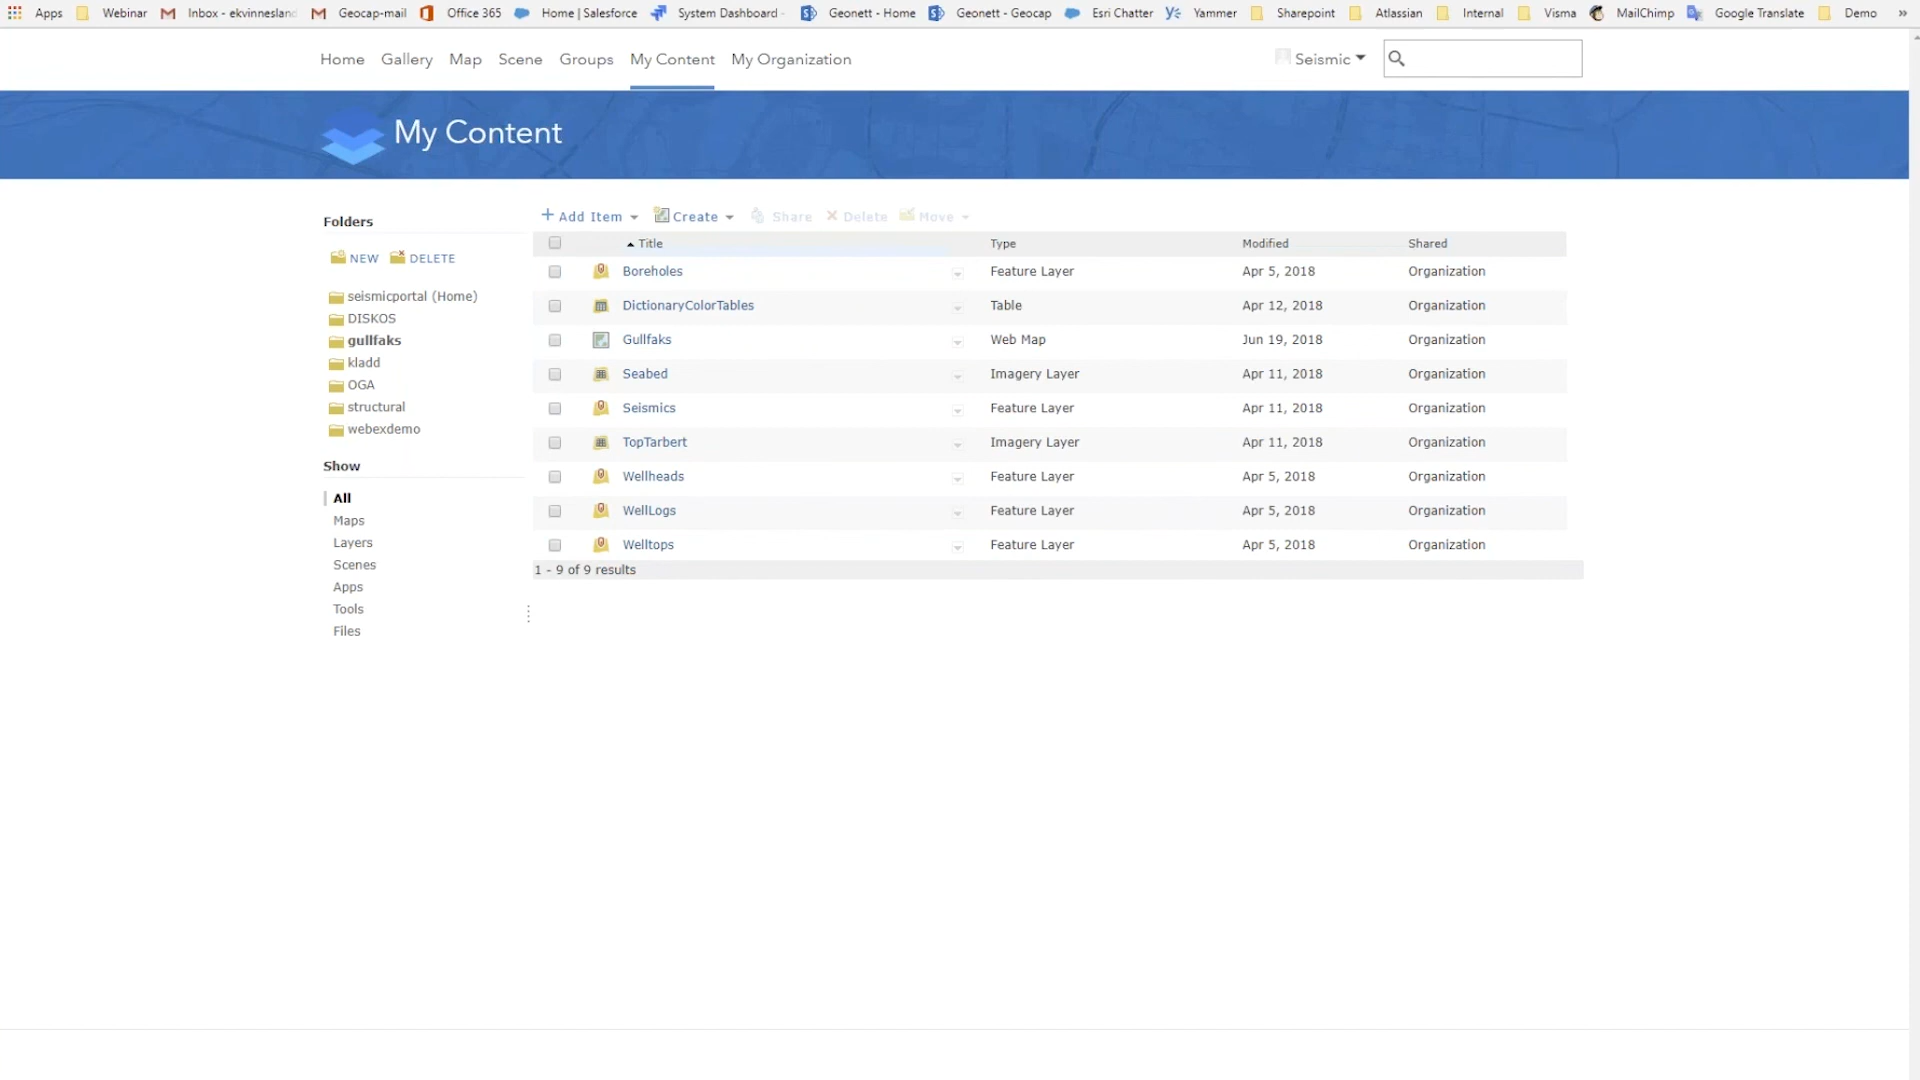 Apps Webinar Inbox - ekvinnesland Geocap-mail Office 365 Home | Salesforce System Dashboard - Geonett - Home Geonett - Geocap Esri Chatter Yammer Sharepoint Atlassian Internal Visma MailChimp Google Translate Demo »
Home Gallery Map Scene Groups My Content My Organization Seismic
My Content
Folders
NEW DELETE
seismicportal (Home)
DISKOS
gullfaks
kladd
OGA
structural
webexdemo
Show
All
Maps
Layers
Scenes
Apps
Tools
Files
Add Item Create Share Delete Move
Title Type Modified Shared
Boreholes Feature Layer Apr 5, 2018 Organization
DictionaryColorTables Table Apr 12, 2018 Organization
Gullfaks Web Map Jun 19, 2018 Organization
Seabed Imagery Layer Apr 11, 2018 Organization
Seismics Feature Layer Apr 11, 2018 Organization
TopTarbert Imagery Layer Apr 11, 2018 Organization
Wellheads Feature Layer Apr 5, 2018 Organization
WellLogs Feature Layer Apr 5, 2018 Organization
Welltops Feature Layer Apr 5, 2018 Organization
1 - 9 of 9 results